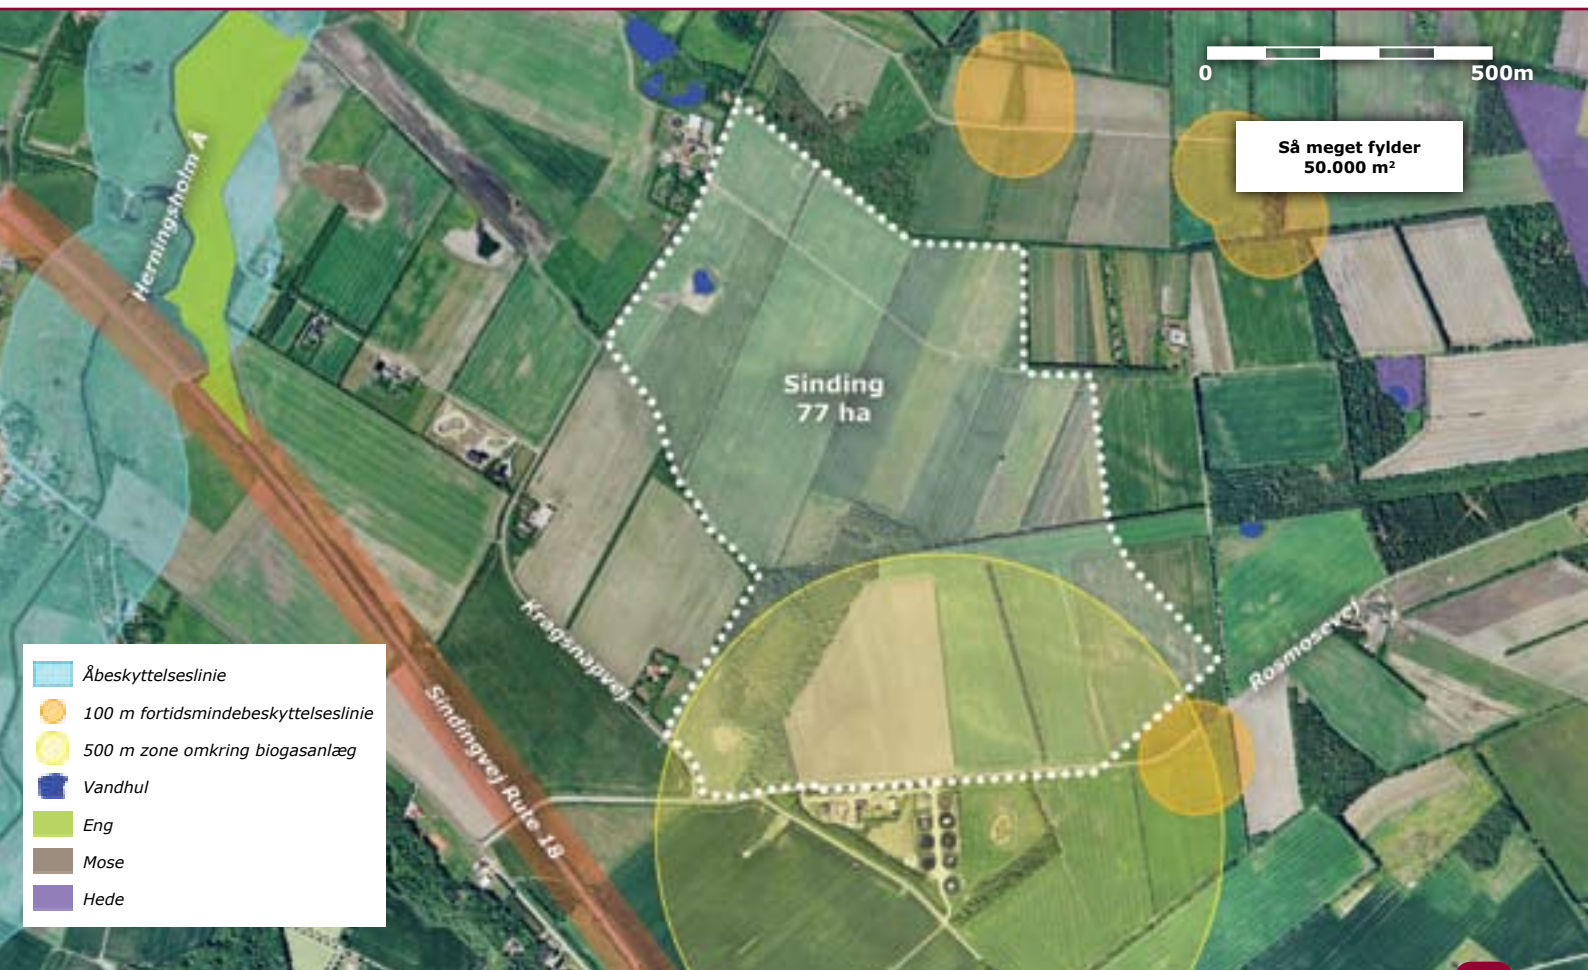 0 500m
Så meget fylder
50.000 m²
Herningsholm Å
Sinding
77 ha
Kragsnapvej
Rosmosevej
Sindingvej Rute 18
Åbeskyttelseslinie
100 m fortidsmindebeskyttelseslinie
500 m zone omkring biogasanlæg
Vandhul
Eng
Mose
Hede